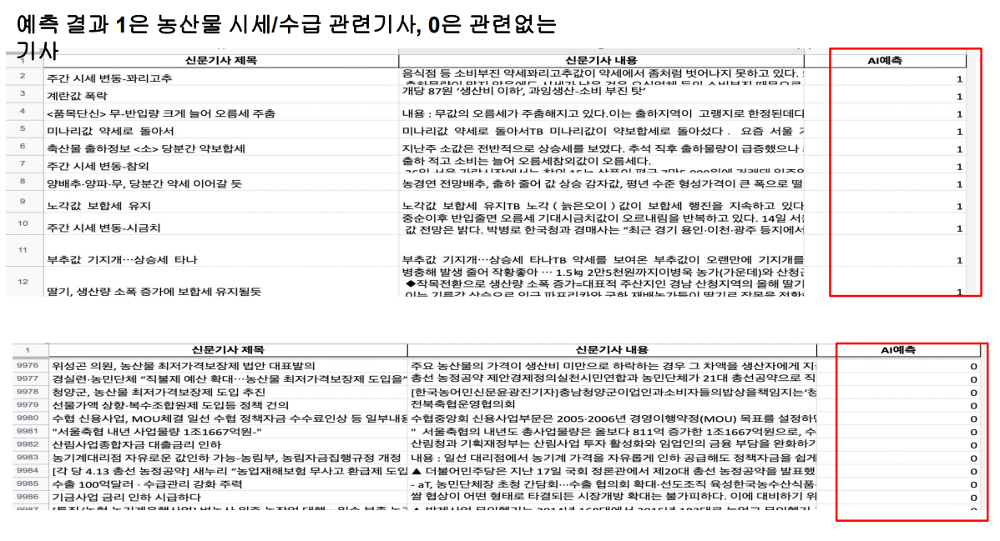 예측 결과 1은 농산물 시세/수급 관련기사, 0은 관련없는
기사
1 신문기사 제목 신문기사 내용 AI예측
2 주간 시세 변동-꽈리고추 음식점 등 소비부진 약세꽈리고추값이 약세에서 좀처럼 벗어나지 못하고 있다. 1
3 계란값 폭락 개당 87원 ‘생산비 이하’, 과잉생산-소비 부진 탓’ 1
4 <품목단신> 무-반입량 크게 늘어 오름세 주춤 내용 : 무값의 오름세가 주춤해지고 있다.이는 출하지역이 고랭지로 한정된데다 1
5 미나리값 약세로 돌아서 미나리값 약세로 돌아서TB 미나리값이 약보합세로 돌아섰다 . 요즘 서울 1
6 축산물 출하정보 <소> 당분간 약보합세 지난주 소값은 전반적으로 상승세를 보였다. 추석 직후 출하물량이 급증했으나 1
7 주간 시세 변동-참외 출하 적고 소비는 늘어 오름세참외값이 오름세다. 1
8 양배추·양파·무, 당분간 약세 이어갈 듯 농경연 전망배추, 출하 줄어 값 상승 감자값, 평년 수준 형성가격이 큰 폭으로 떨 1
9 노각값 보합세 유지 노각값 보합세 유지TB 노각 ( 늙은오이 ) 값이 보합세 행진을 지속하고 있다 1
10 주간 시세 변동-시금치 중순이후 반입줄면 오름세 기대시금치값이 오르내림을 반복하고 있다. 14일 서울
값 전망은 밝다. 박병로 한국청과 경매사는 “최근 경기 용인·이천·광주 등지에서 1
11 부추값 기지개…상승세 타나 부추값 기지개…상승세 타나TB 약세를 보여온 부추값이 오랜만에 기지개를 1
12 딸기, 생산량 소폭 증가에 보합세 유지될듯 병충해 발생 줄어 작황좋아 … 1.5㎏ 2만5천원까지이병욱 농가(가운데)와 산청군
◆작목전환으로 생산량 소폭 증가=대표적 주산지인 경남 산청지역의 올해 딸기
이는 기름값 상승으로 인근 파프리카와 국화 재배농가들이 딸기로 작목을 전환 1
1 신문기사 제목 신문기사 내용 AI예측
9976 위성곤 의원, 농산물 최저가격보장제 법안 대표발의 주요 농산물의 가격이 생산비 미만으로 하락하는 경우 그 차액을 생산자에게 0
9977 경실련·농민단체 “직불제 예산 확대…농산물 최저가격보장제 도입을” 총선 농정공약 제안경제정의실천시민연합과 농민단체가 21대 총선공약으로 직 0
9978 청양군, 농산물 최저가격보장제 도입 추진 [한국농어민신문윤광진기자]충남청양군이업인과소비자들의밥상을책임지는‘청 0
9979 선물가액 상향·복수조합원제 도입등 정책 건의 전북축협운영협의회 0
9980 수협 신용사업, MOU체결 일선 수협 정책자금 수수료인상 등 일부내용 수협중앙회 신용사업부문은 2005·2006년 경영이행약정(MOU) 목표를 설정하면 0
9981 "서울축협 내년 사업물량 1조1667억원-" " 서울축협의 내년도 총사업물량은 올보다 811억 증가한 1조1667억원으로, 수 0
9982 산림사업종합자금 대출금리 인하 산림청과 기획재정부는 산림사업 투자 활성화와 임업인의 금융 부담을 완화하기 0
9983 농기계대리점 자유로운 값인하 가능-농림부, 농림자금집행규정 개정 내용 : 일선 대리점에서 농기계 가격을 자유롭게 인하 공급해도 정책자금을 쉽게 0
9984 [각 당 4.13 총선 농정공약] 새누리 “농업재해보험 무사고 환급제 도입 ▲ 더불어민주당은 지난 17일 국회 정론관에서 제20대 총선 농정공약을 발표했 0
9985 수출 100억달러 · 수급관리 강화 주력 - aT, 농민단체장 초청 간담회…수출 협의회 확대·선도조직 육성한국농수산식품 0
9986 기금사업 금리 인하 시급하다 쌀 협상이 어떤 형태로 타결되든 시장개방 확대는 불가피하다. 이에 대비하기 위 0